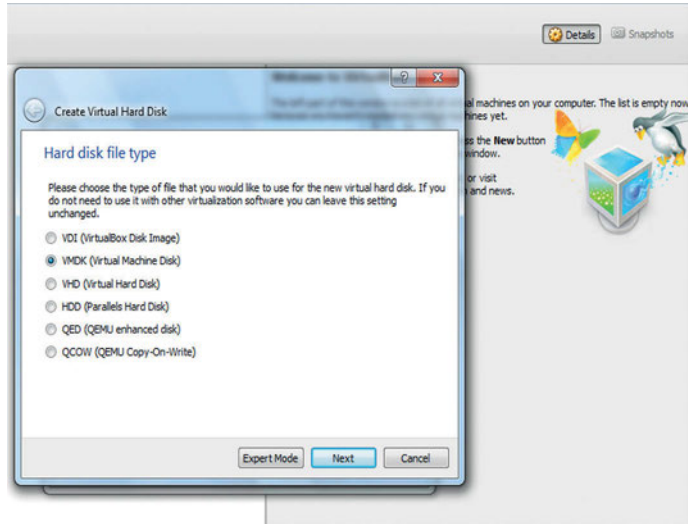 Details Snapshots
Create Virtual Hard Disk
Hard disk file type
Please choose the type of file that you would like to use for the new virtual hard disk. If you
do not need to use it with other virtualization software you can leave this setting
unchanged.
VDI (VirtualBox Disk Image)
VMDK (Virtual Machine Disk)
VHD (Virtual Hard Disk)
HDD (Parallels Hard Disk)
QED (QEMU enhanced disk)
QCOW (QEMU Copy-On-Write)
Expert Mode Next Cancel
machines on your computer. The list is empty now
yet.
the New button
window.
or visit
and news.